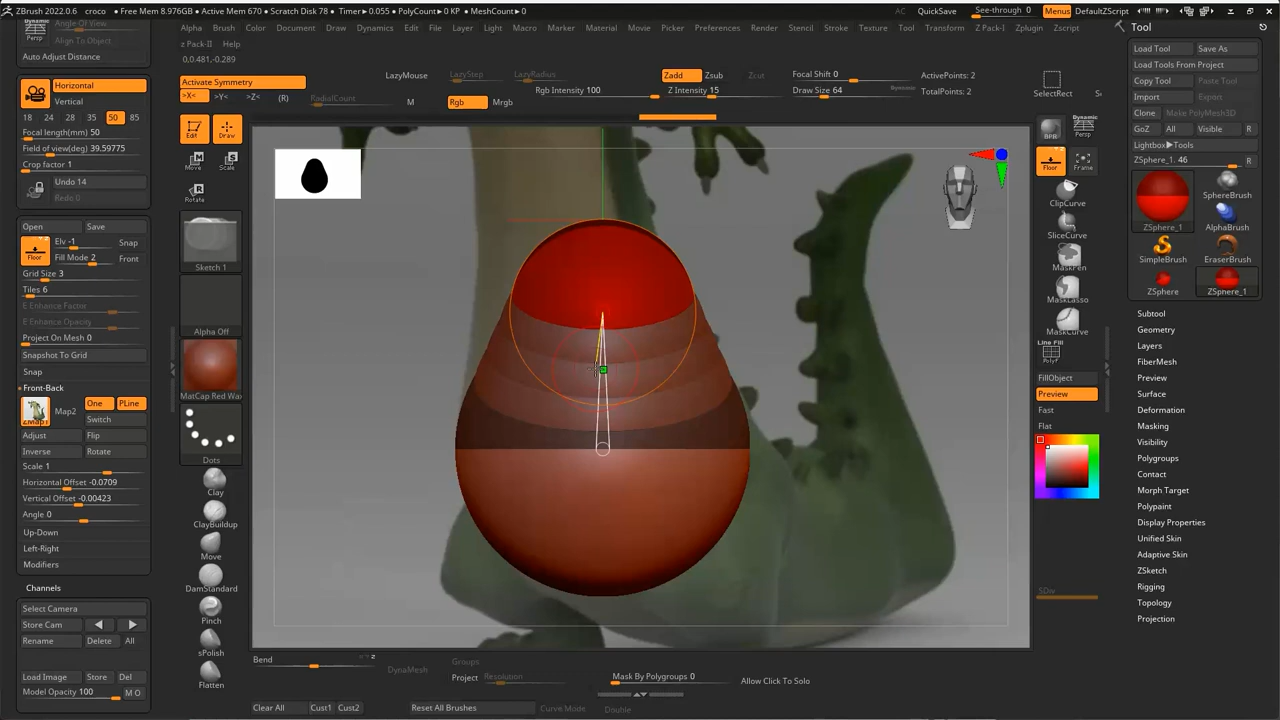 ZBrush 2022.0.6 croco • Free Mem 8.976GB • Active Mem 670 • Scratch Disk 78 • Timer▸0.055 • PolyCount▸0 KP • MeshCount▸0
AC QuickSave See-through 0 Menus DefaultZScript
Alpha Brush Color Document Draw Dynamics Edit File Layer Light Macro Marker Material Movie Picker Preferences Render Stencil Stroke Texture Tool Transform Z Pack-I Zplugin Zscript
z Pack-II Help
0,0.481,-0.289
Persp
Angle Of View
Align To Object
Auto Adjust Distance
Horizontal
Vertical
18 24 28 35 50 85
Focal length(mm) 50
Field of view(deg) 39.59775
Crop factor 1
Undo 14
Redo 0
Open Save
Floor
Elv -1 Snap
Fill Mode 2 Front
Grid Size 3
Tiles 6
E Enhance Factor
E Enhance Opacity
Project On Mesh 0
Snapshot To Grid
Snap
Front-Back
Map2 One PLine
Switch
Adjust Flip
Inverse Rotate
Scale 1
Horizontal Offset -0.0709
Vertical Offset -0.00423
Angle 0
Up-Down
Left-Right
Modifiers
Channels
Select Camera
Store Cam
Rename Delete All
Load Image Store Del
Model Opacity 100 M O
Activate Symmetry
>X< >Y< >Z< (R) RadialCount
LazyMouse LazyStep LazyRadius
M Rgb Mrgb
Rgb Intensity 100
Zadd Zsub Zcut
Z Intensity 15
Focal Shift 0
Draw Size 64 Dynamic
ActivePoints: 2
TotalPoints: 2
SelectRect
Edit Draw
Move Scale
Rotate
Sketch 1
Alpha Off
MatCap Red Wa
Dots
Clay
ClayBuildup
Move
DamStandard
Pinch
sPolish
Flatten
BPR
Dynamic
Persp
Floor Frame
ClipCurve
SliceCurve
MaskPen
MaskLasso
MaskCurve
Line Fill
FillObject
Preview
Fast
Flat
SDiv
Bend
DynaMesh
Groups
Project Resolution
Mask By Polygroups 0
Allow Click To Solo
Clear All Cust1 Cust2 Reset All Brushes Curve Mode Double
Tool
Load Tool Save As
Load Tools From Project
Copy Tool Paste Tool
Import Export
Clone Make PolyMesh3D
GoZ All Visible R
Lightbox▸Tools
ZSphere_1. 46 R
ZSphere_1
SphereBrush
AlphaBrush
SimpleBrush EraserBrush
ZSphere ZSphere_1
Subtool
Geometry
Layers
FiberMesh
Preview
Surface
Deformation
Masking
Visibility
Polygroups
Contact
Morph Target
Polypaint
Display Properties
Unified Skin
Adaptive Skin
ZSketch
Rigging
Topology
Projection